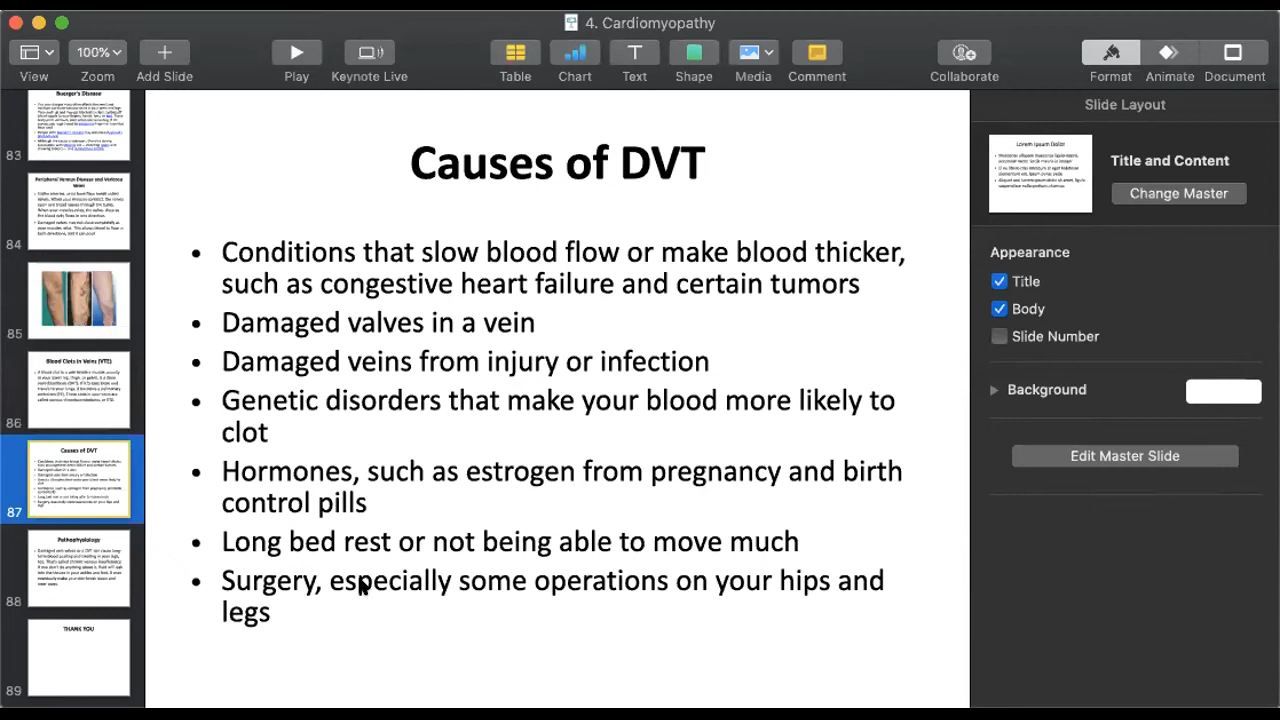 4. Cardiomyopathy
100%
View
Zoom
Add Slide
Play
Keynote Live
Table
Chart
Text
Shape
Media
Comment
Collaborate
Format
Animate
Document
Buerger's Disease
83
Peripheral Venous Disease and Varicose
Veins
84
85
Blood Clots in Veins (VTE)
86
Causes of DVT
87
Pathophysiology
88
THANK YOU
89
Causes of DVT
• Conditions that slow blood flow or make blood thicker,
such as congestive heart failure and certain tumors
• Damaged valves in a vein
• Damaged veins from injury or infection
• Genetic disorders that make your blood more likely to
clot
• Hormones, such as estrogen from pregnancy and birth
control pills
• Long bed rest or not being able to move much
• Surgery, especially some operations on your hips and
legs
Slide Layout
Lorem Ipsum Dolor
Title and Content
Change Master
Appearance
Title
Body
Slide Number
Background
Edit Master Slide